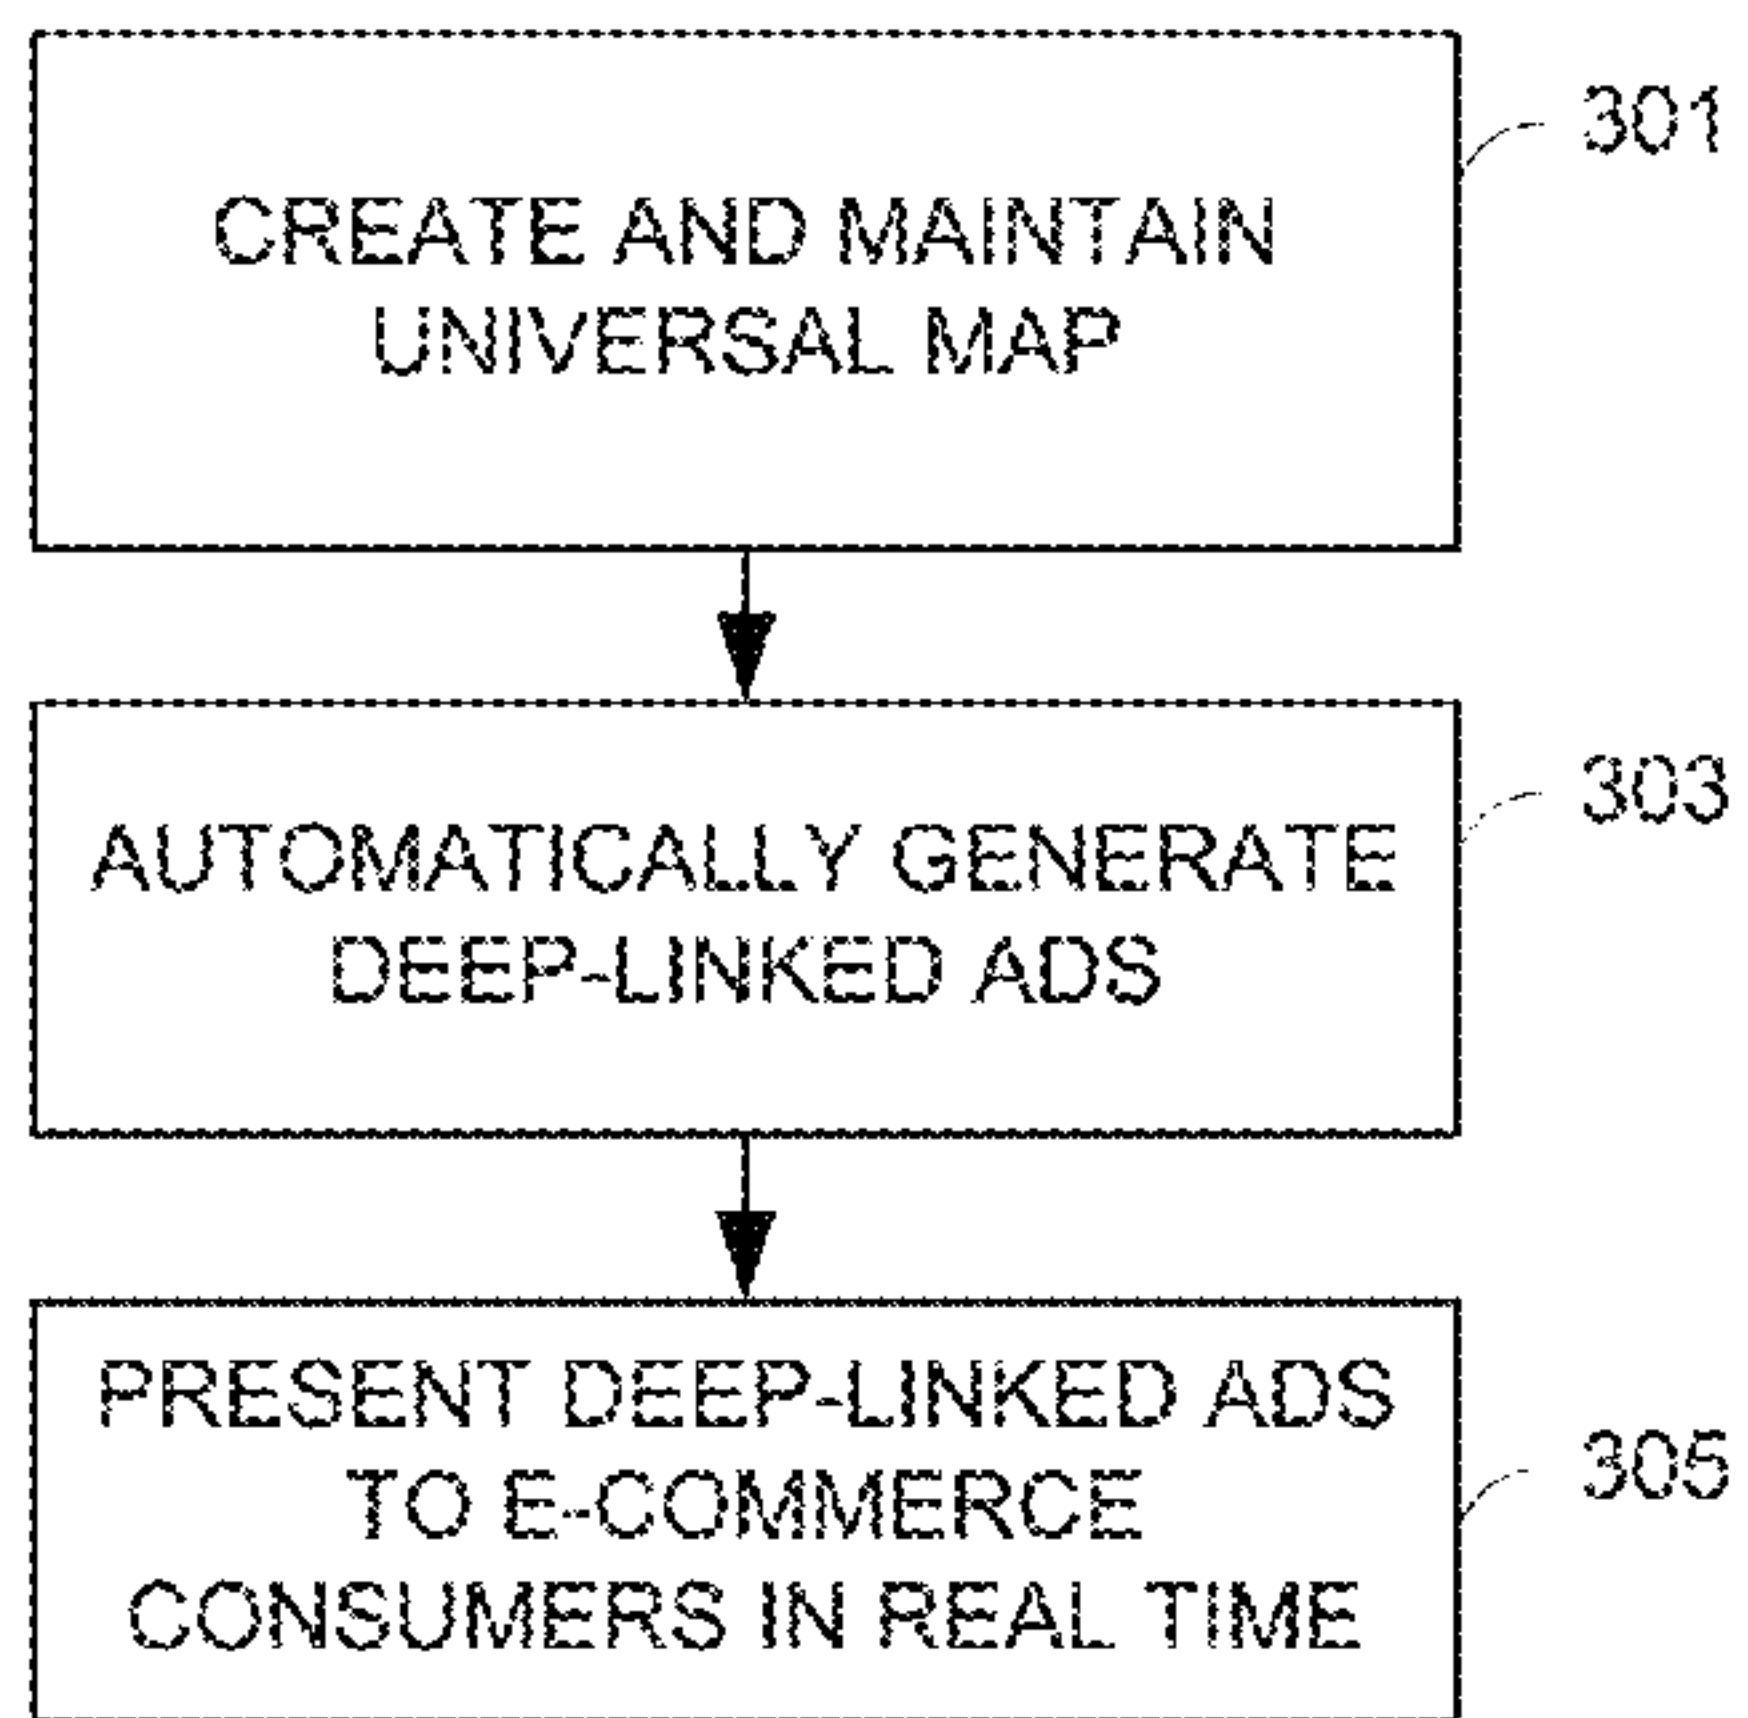 301
CREATE AND MAINTAIN
UNIVERSAL MAP
303
AUTOMATICALLY GENERATE
DEEP-LINKED ADS
PRESENT DEEP-LINKED ADS
TO E-COMMERCE
305
CONSUMERS IN REAL TIME